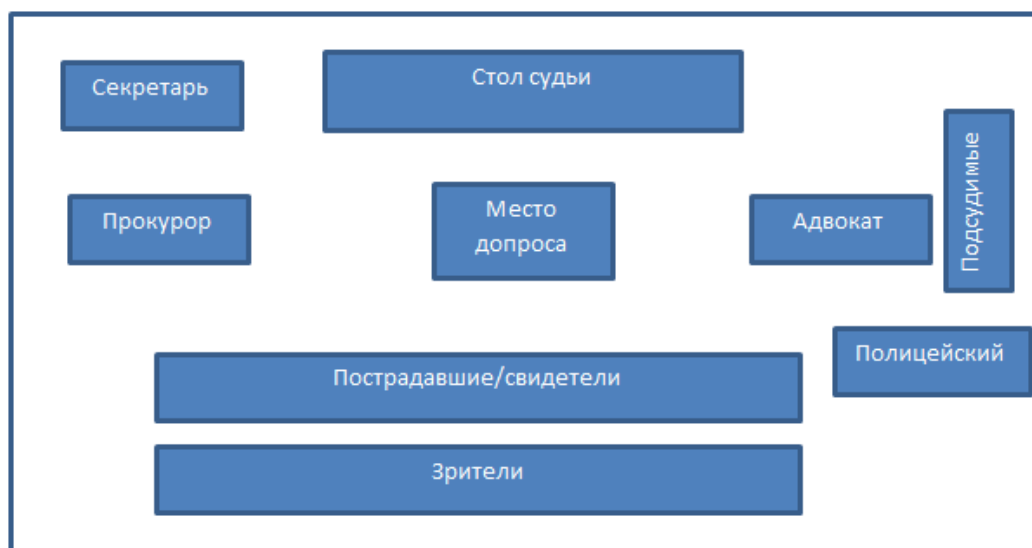 Секретарь
Стол судьи
Прокурор
Место
допроса
Адвокат
Подсудимые
Полицейский
Пострадавшие/свидетели
Зрители